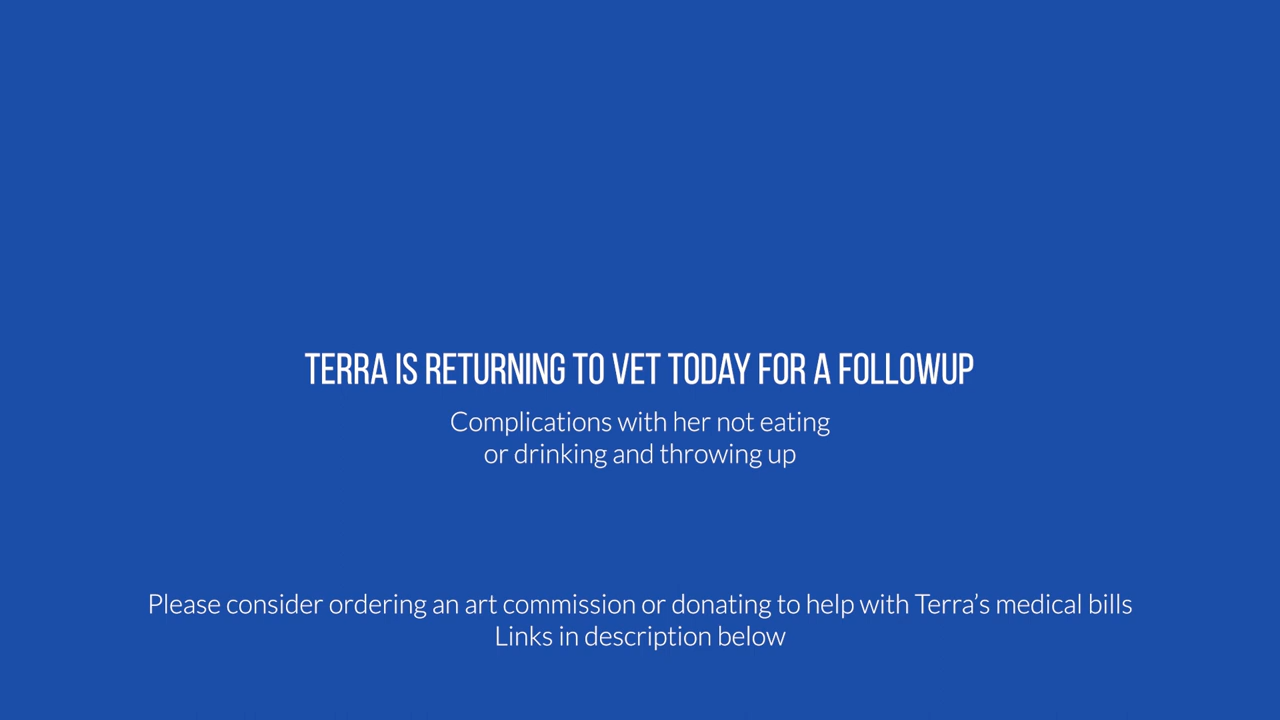 TERRA IS RETURNING TO VET TODAY FOR A FOLLOWUP
Complications with her not eating
or drinking and throwing up
Please consider ordering an art commission or donating to help with Terra’s medical bills
Links in description below